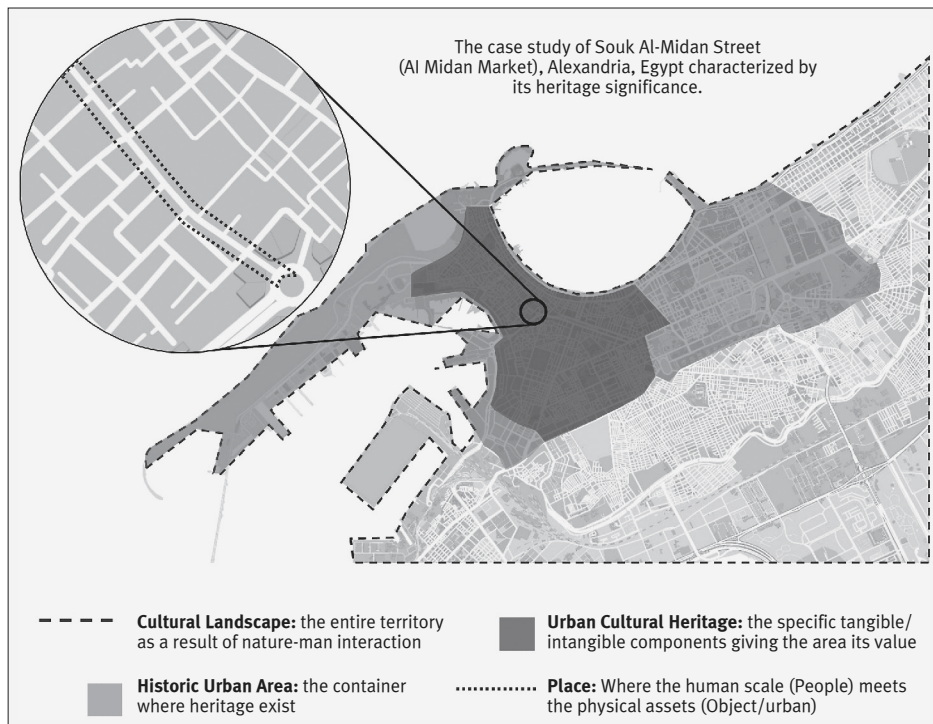 The case study of Souk Al-Midan Street
(Al Midan Market), Alexandria, Egypt characterized by
its heritage significance.
Cultural Landscape: the entire territory
as a result of nature-man interaction
Urban Cultural Heritage: the specific tangible/
intangible components giving the area its value
Historic Urban Area: the container
where heritage exist
Place: Where the human scale (People) meets
the physical assets (Object/urban)